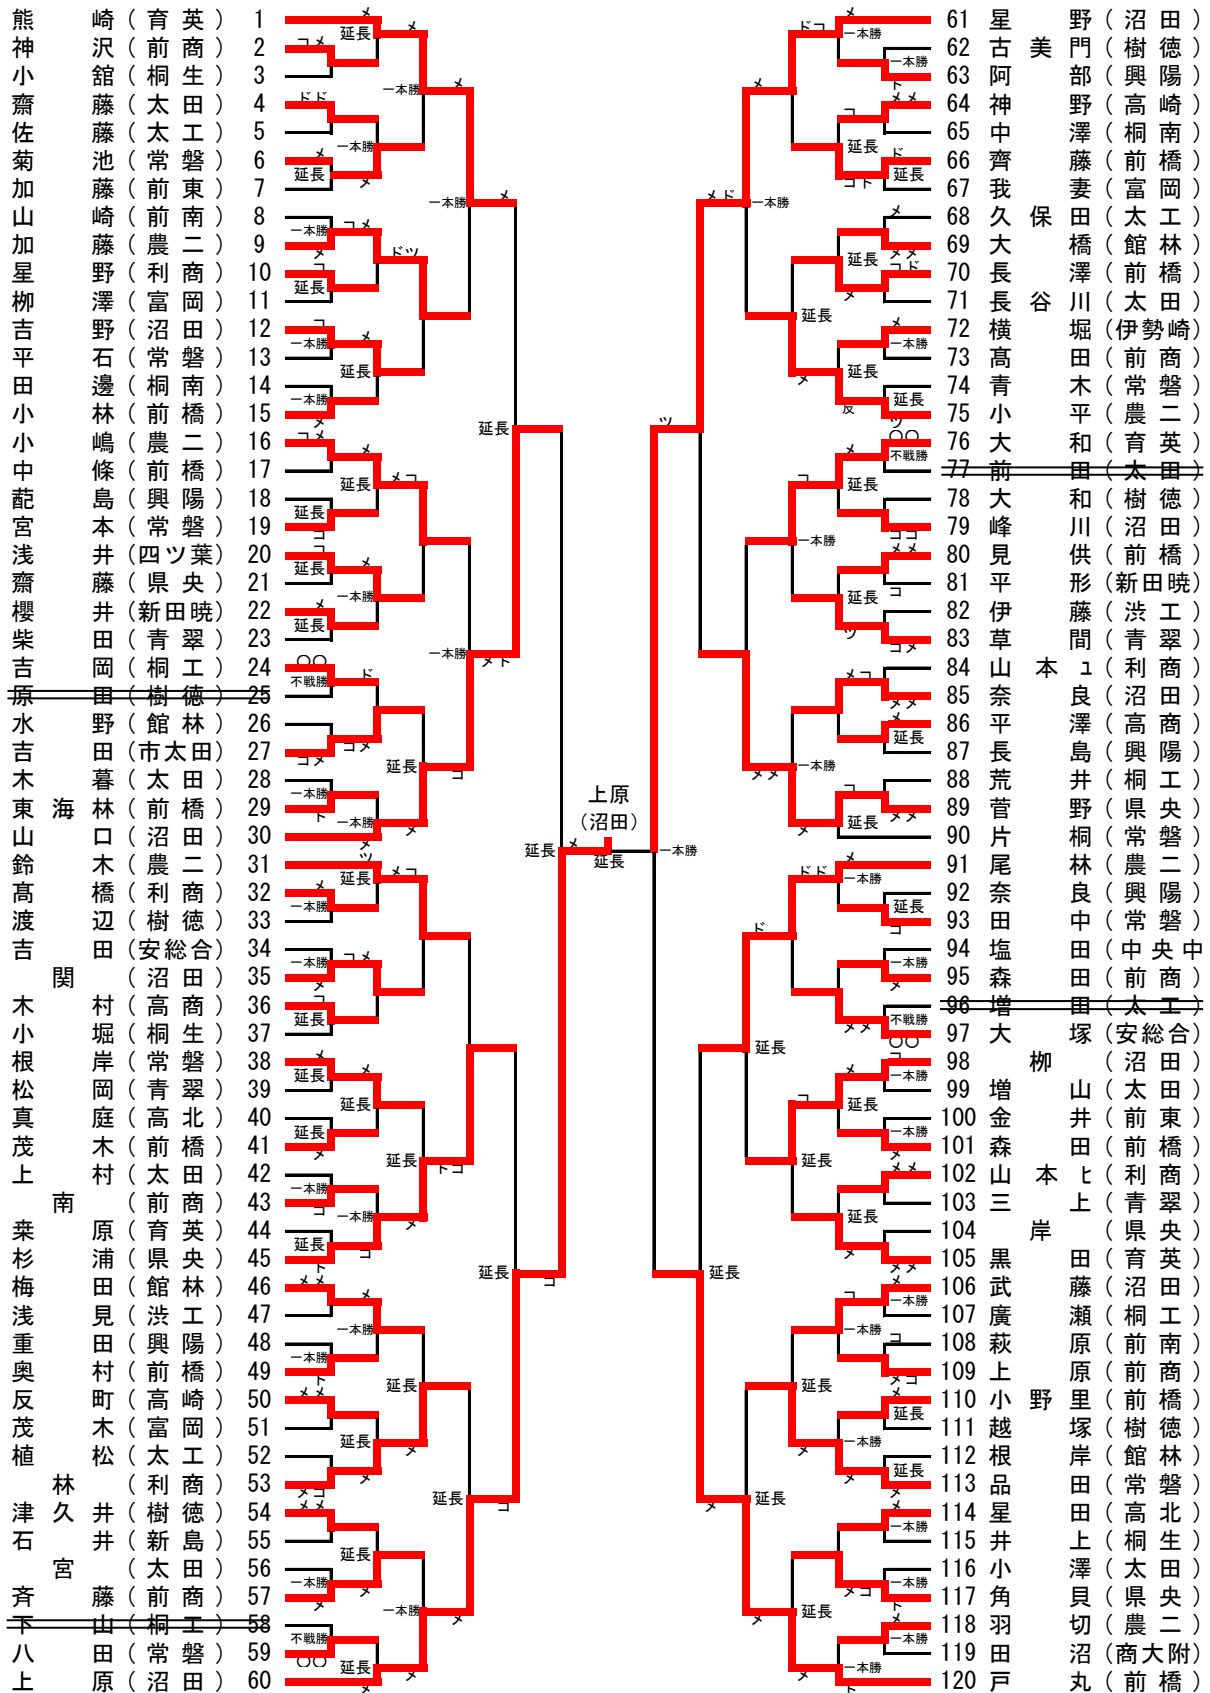 熊崎(育英) 1
神沢(前商) 2
小舘(桐生) 3
齋藤(太田) 4
佐藤(太工) 5
菊池(常磐) 6
加藤(前東) 7
山崎(前南) 8
加藤(農二) 9
星野(利商) 10
栁澤(富岡) 11
吉野(沼田) 12
平石(常磐) 13
田邊(桐南) 14
小林(前橋) 15
小嶋(農二) 16
中條(前橋) 17
蓜島(興陽) 18
宮本(常磐) 19
浅井(四ツ葉) 20
齋藤(県央) 21
櫻井(新田暁) 22
柴田(青翠) 23
吉岡(桐工) 24
原田(樹徳) 25
水野(館林) 26
吉田(市太田) 27
木暮(太田) 28
東海林(前橋) 29
山口(沼田) 30
鈴木(農二) 31
髙橋(利商) 32
渡辺(樹徳) 33
吉田(安総合) 34
関(沼田) 35
木村(高商) 36
小堀(桐生) 37
根岸(常磐) 38
松岡(青翠) 39
真庭(高北) 40
茂木(前橋) 41
上村(太田) 42
南(前商) 43
桒原(育英) 44
杉浦(県央) 45
梅田(館林) 46
浅見(渋工) 47
重田(興陽) 48
奥村(前橋) 49
反町(高崎) 50
茂木(富岡) 51
植松(太工) 52
林(利商) 53
津久井(樹徳) 54
石井(新島) 55
宮(太田) 56
斉藤(前商) 57
下山(桐工) 58
八田(常磐) 59
上原(沼田) 60
上原
(沼田)
延長
一本勝
不戦勝
61 星野(沼田)
62 古美門(樹徳)
63 阿部(興陽)
64 神野(高崎)
65 中澤(桐南)
66 齊藤(前橋)
67 我妻(富岡)
68 久保田(太工)
69 大橋(館林)
70 長澤(前橋)
71 長谷川(太田)
72 横堀(伊勢崎)
73 髙田(前商)
74 青木(常磐)
75 小平(農二)
76 大和(育英)
77 前田(太田)
78 大和(樹徳)
79 峰川(沼田)
80 見供(前橋)
81 平形(新田暁)
82 伊藤(渋工)
83 草間(青翠)
84 山本ュ(利商)
85 奈良(沼田)
86 平澤(高商)
87 長島(興陽)
88 荒井(桐工)
89 菅野(県央)
90 片桐(常磐)
91 尾林(農二)
92 奈良(興陽)
93 田中(常磐)
94 塩田(中央中
95 森田(前商)
96 増田(太工)
97 大塚(安総合)
98 栁(沼田)
99 増山(太田)
100 金井(前東)
101 森田(前橋)
102 山本ヒ(利商)
103 三上(青翠)
104 岸(県央)
105 黒田(育英)
106 武藤(沼田)
107 廣瀬(桐工)
108 萩原(前南)
109 上原(前商)
110 小野里(前橋)
111 越塚(樹徳)
112 根岸(館林)
113 品田(常磐)
114 星田(高北)
115 井上(桐生)
116 小澤(太田)
117 角貝(県央)
118 羽切(農二)
119 田沼(商大附)
120 戸丸(前橋)